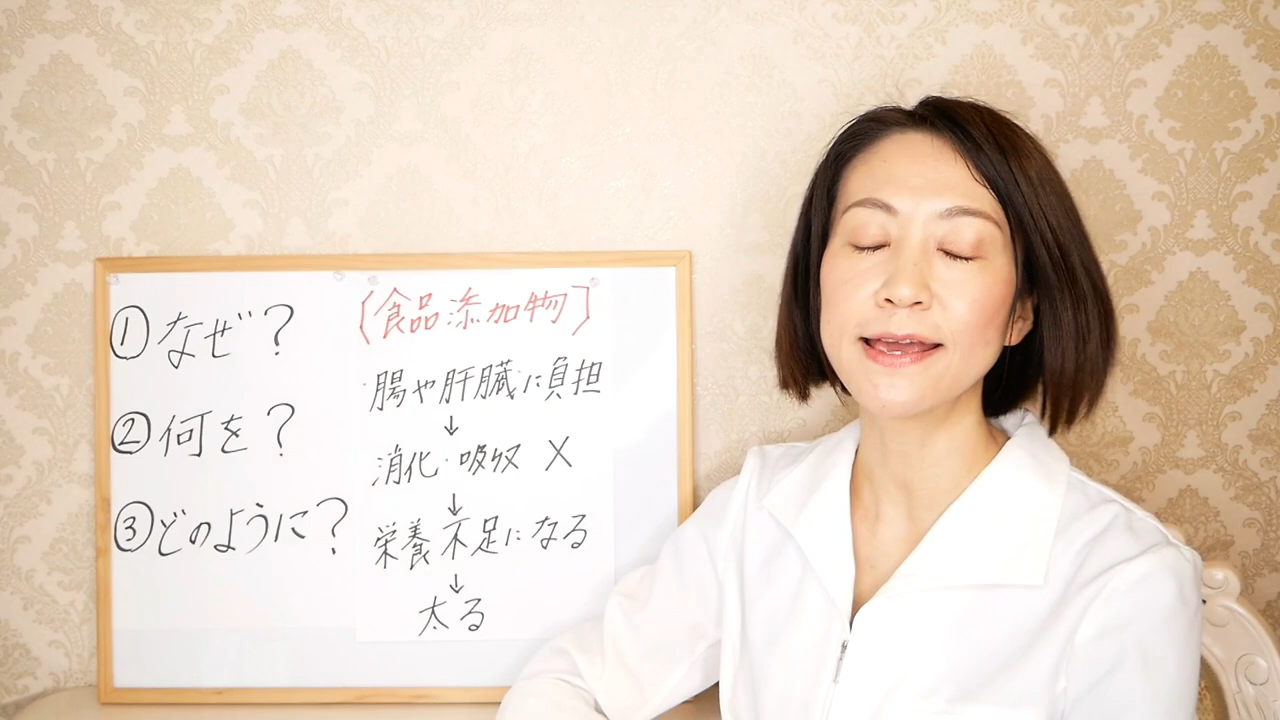 ①なぜ?
②何を?
③どのように?
[食品添加物]
腸や肝臓に負担
↓
消化・吸収 ×
↓
栄養不足になる
↓
太る